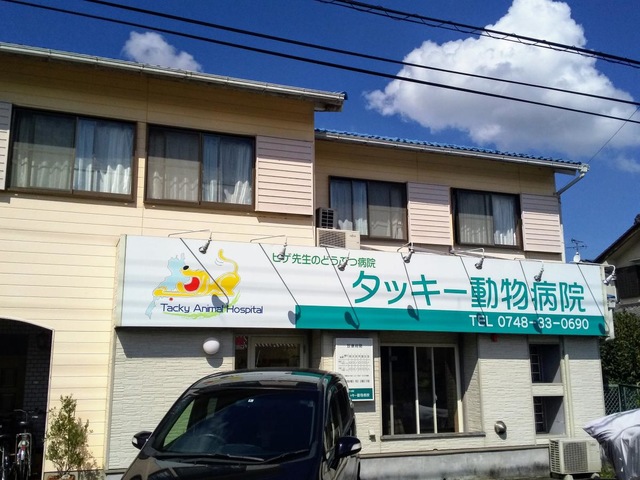 ヒゲ先生のどうぶつ病院
タッキー動物病院
Tacky Animal Hospital
TEL 0748-33-0690